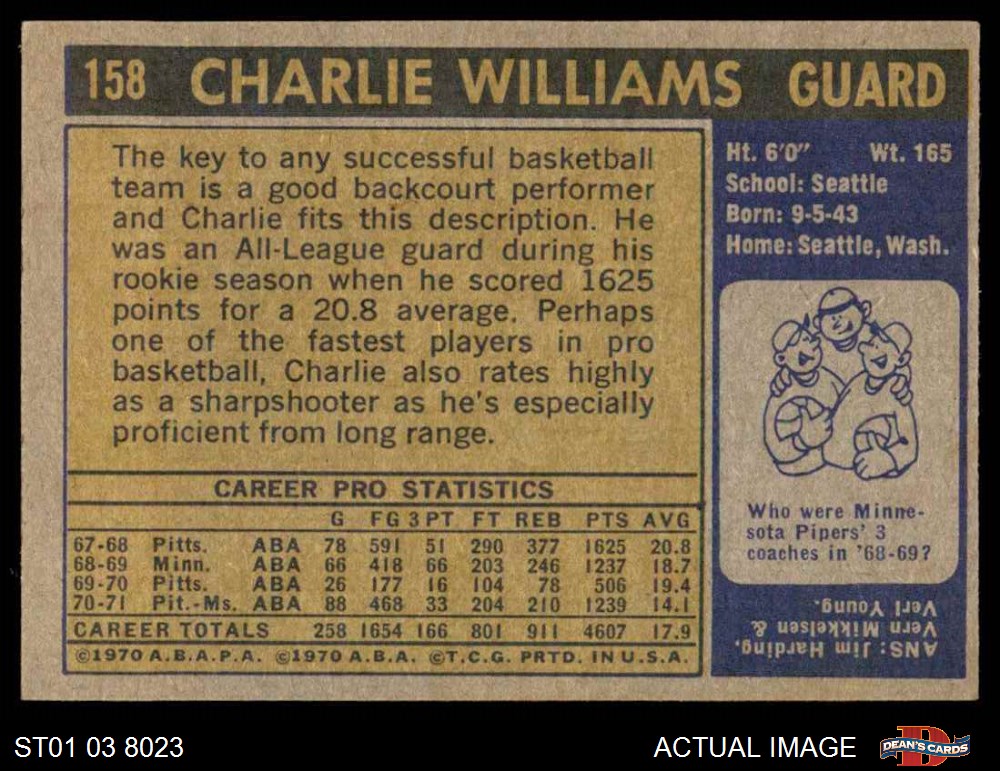 158 CHARLIE WILLIAMS GUARD
The key to any successful basketball
team is a good backcourt performer
and Charlie fits this description. He
was an All-League guard during his
rookie season when he scored 1625
points for a 20.8 average. Perhaps
one of the fastest players in pro
basketball, Charlie also rates highly
as a sharpshooter as he's especially
proficient from long range.
Ht. 6'0" Wt. 165
School: Seattle
Born: 9-5-43
Home: Seattle, Wash.
Who were Minne-
sota Pipers' 3
coaches in '68-69?
ANS: Jim Harding,
Vern Mikkelsen &
Verl Young.
CAREER PRO STATISTICS
G FG 3 PT FT REB PTS AVG
67-68 Pitts. ABA 78 591 51 290 377 1625 20.8
68-69 Minn. ABA 66 418 66 203 246 1237 18.7
69-70 Pitts. ABA 26 177 16 104 78 506 19.4
70-71 Pit.-Ms. ABA 88 468 33 204 210 1239 14.1
CAREER TOTALS 258 1654 166 801 911 4607 17.9
©1970 A.B.A.P.A. ©1970 A.B.A. ©T.C.G. PRTD. IN U.S.A.
ST01 03 8023
ACTUAL IMAGE
D
DEAN'S CARDS